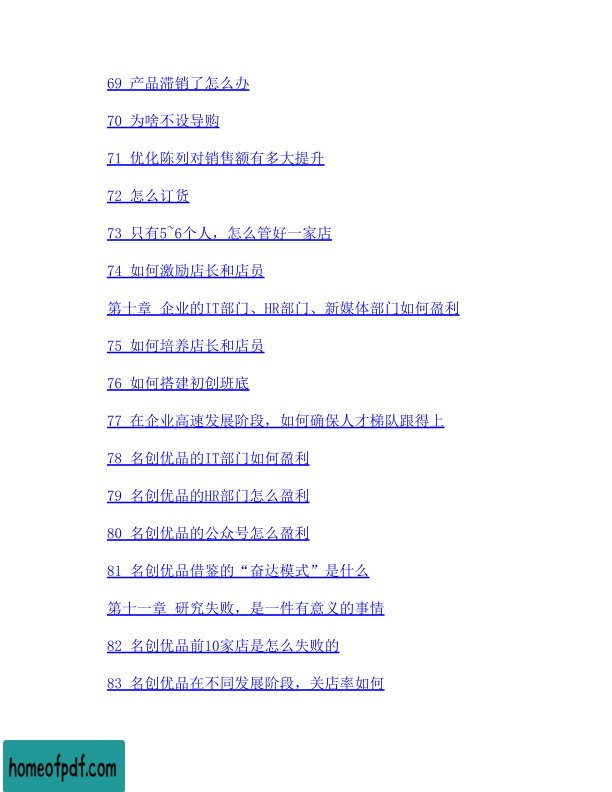 69 产品滞销了怎么办
70 为啥不设导购
71 优化陈列对销售额有多大提升
72 怎么订货
73 只有5~6个人，怎么管好一家店
74 如何激励店长和店员
第十章 企业的IT部门、HR部门、新媒体部门如何盈利
75 如何培养店长和店员
76 如何搭建初创班底
77 在企业高速发展阶段，如何确保人才梯队跟得上
78 名创优品的IT部门如何盈利
79 名创优品的HR部门怎么盈利
80 名创优品的公众号怎么盈利
81 名创优品借鉴的“奋达模式”是什么
第十一章 研究失败，是一件有意义的事情
82 名创优品前10家店是怎么失败的
83 名创优品在不同发展阶段，关店率如何
homeofpdf.com